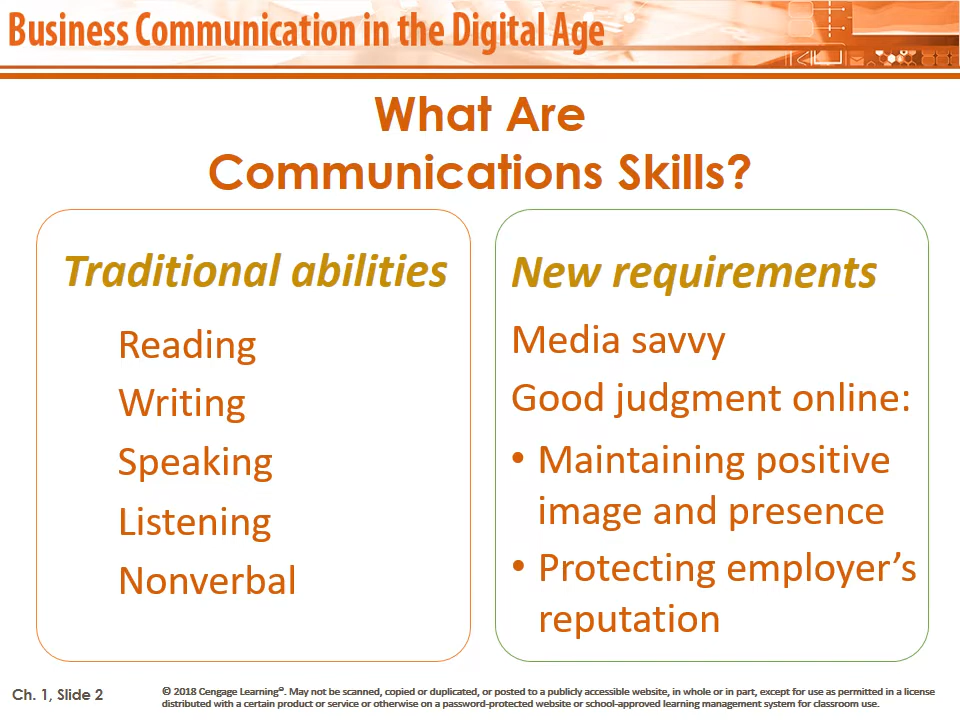 Business Communication in the Digital Age
What Are
Communications Skills?
Traditional abilities
Reading
Writing
Speaking
Listening
Nonverbal
New requirements
Media savvy
Good judgment online:
• Maintaining positive
image and presence
• Protecting employer’s
reputation
Ch. 1, Slide 2
© 2018 Cengage Learning®. May not be scanned, copied or duplicated, or posted to a publicly accessible website, in whole or in part, except for use as permitted in a license
distributed with a certain product or service or otherwise on a password-protected website or school-approved learning management system for classroom use.